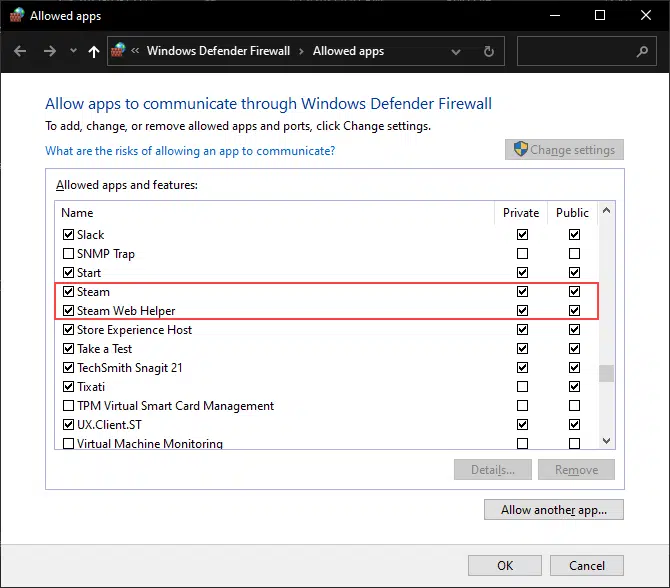 Allowed apps
Windows Defender Firewall
Allowed apps
Allow apps to communicate through Windows Defender Firewall
To add, change, or remove allowed apps and ports, click Change settings.
What are the risks of allowing an app to communicate?
Change settings
Allowed apps and features:
Name Private Public
Slack
SNMP Trap
Start
Steam
Steam Web Helper
Store Experience Host
Take a Test
TechSmith Snagit 21
Tixati
TPM Virtual Smart Card Management
UX.Client.ST
Virtual Machine Monitoring
Details... Remove
Allow another app...
OK Cancel